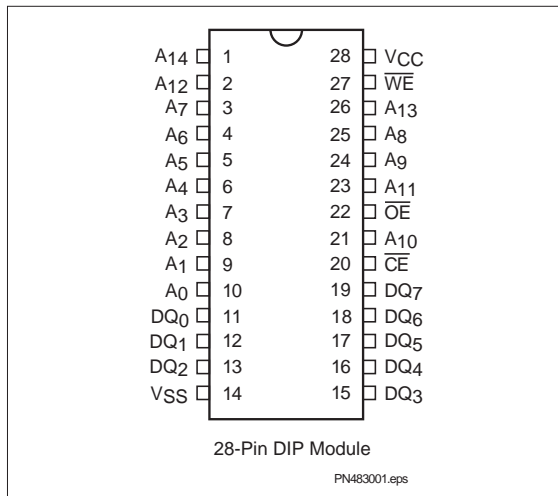 A14 1 28 VCC
A12 2 27 WE
A7 3 26 A13
A6 4 25 A8
A5 5 24 A9
A4 6 23 A11
A3 7 22 OE
A2 8 21 A10
A1 9 20 CE
A0 10 19 DQ7
DQ0 11 18 DQ6
DQ1 12 17 DQ5
DQ2 13 16 DQ4
VSS 14 15 DQ3
28-Pin DIP Module
PN483001.eps